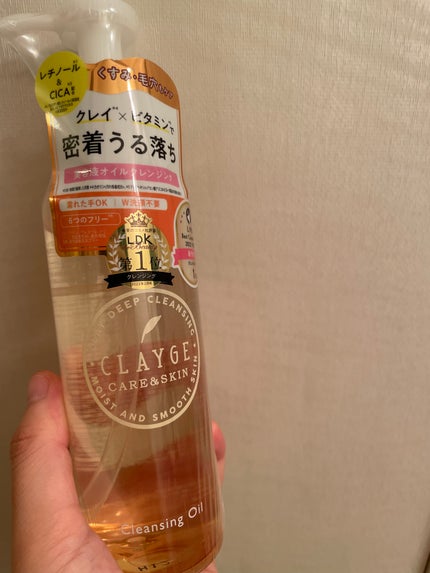 レチノール
&
CICA
くすみ・毛穴ケア
クレイ×ビタミンで
密着うる落ち
美容液オイルクレンジング
濡れた手OK
W洗顔不要
5つのフリー
LDK
第1位
クレンジング
DEEP CLEANSING
CLAYGE
CARE&SKIN
MOIST AND SMOOTH SKIN
Cleansing Oil